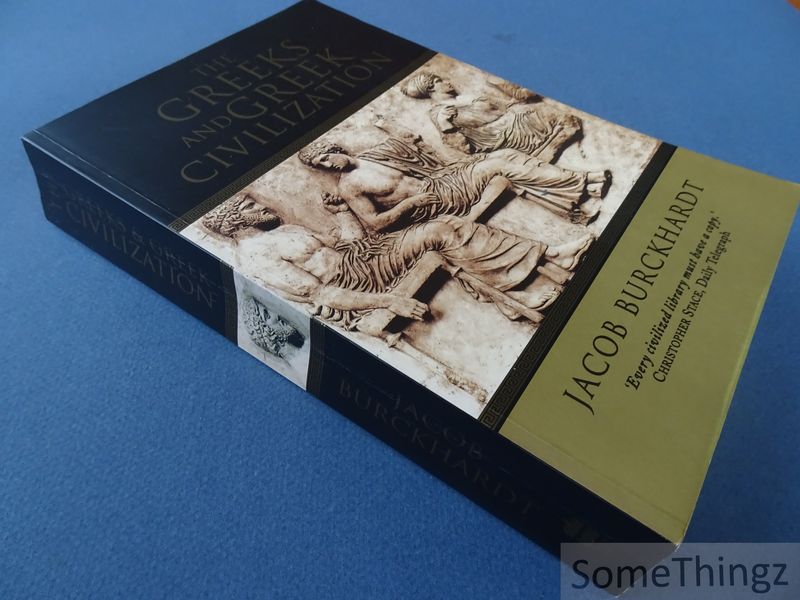 THE
GREEKS
AND GREEK
CIVILIZATION
JACOB BURCKHARDT
'Every civilized library must have a copy.'
CHRISTOPHER STACE, Daily Telegraph
GREEKS & GREEK
CIVILIZATION
JACOB
BURCKHARDT
SomeThingz